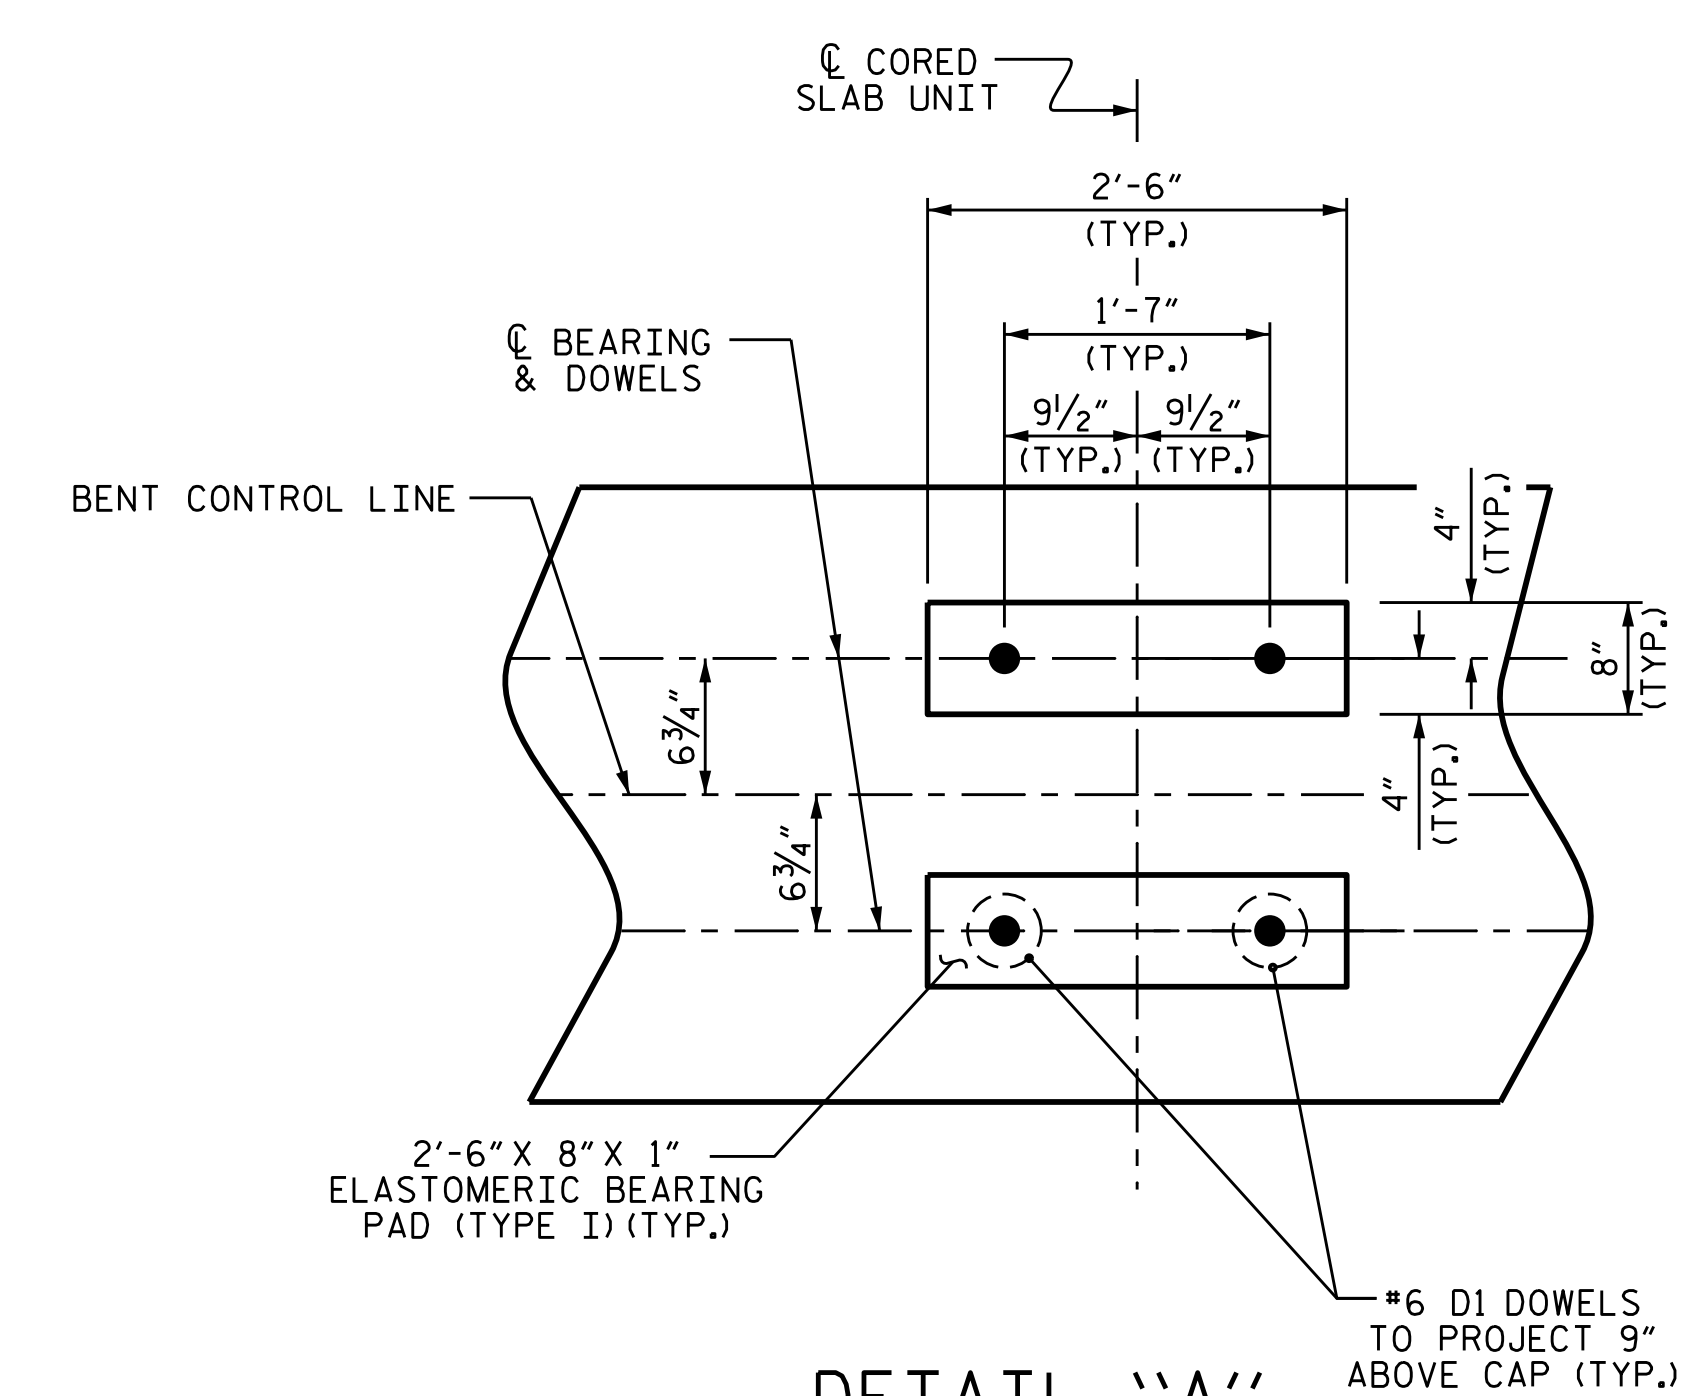 ℄ CORED
SLAB UNIT
2'-6"
(TYP.)
1'-7"
(TYP.)
℄ BEARING
& DOWELS
9½" 9½"
(TYP.) (TYP.)
BENT CONTROL LINE
4"
(TYP.)
8"
(TYP.)
6¾"
4"
(TYP.)
6¾"
2'-6" X 8" X 1"
ELASTOMERIC BEARING
PAD (TYPE I) (TYP.)
#6 D1 DOWELS
TO PROJECT 9"
ABOVE CAP (TYP.)
DETAIL "A"